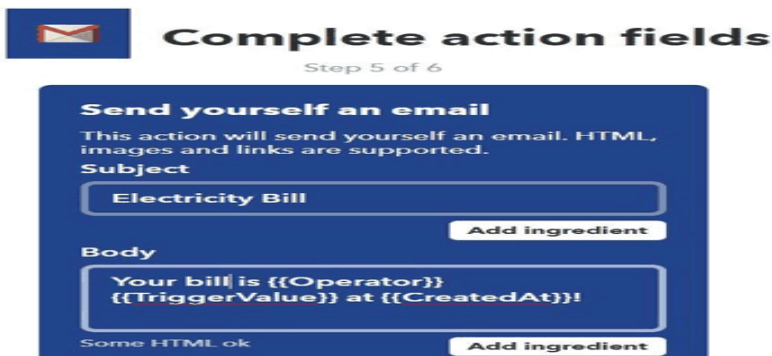 Complete action fields
Step 5 of 6
Send yourself an email
This action will send yourself an email. HTML,
images and links are supported.
Subject
Electricity Bill
Add ingredient
Body
Your bill is {{Operator}}
{{TriggerValue}} at {{CreatedAt}}!
Some HTML ok
Add ingredient